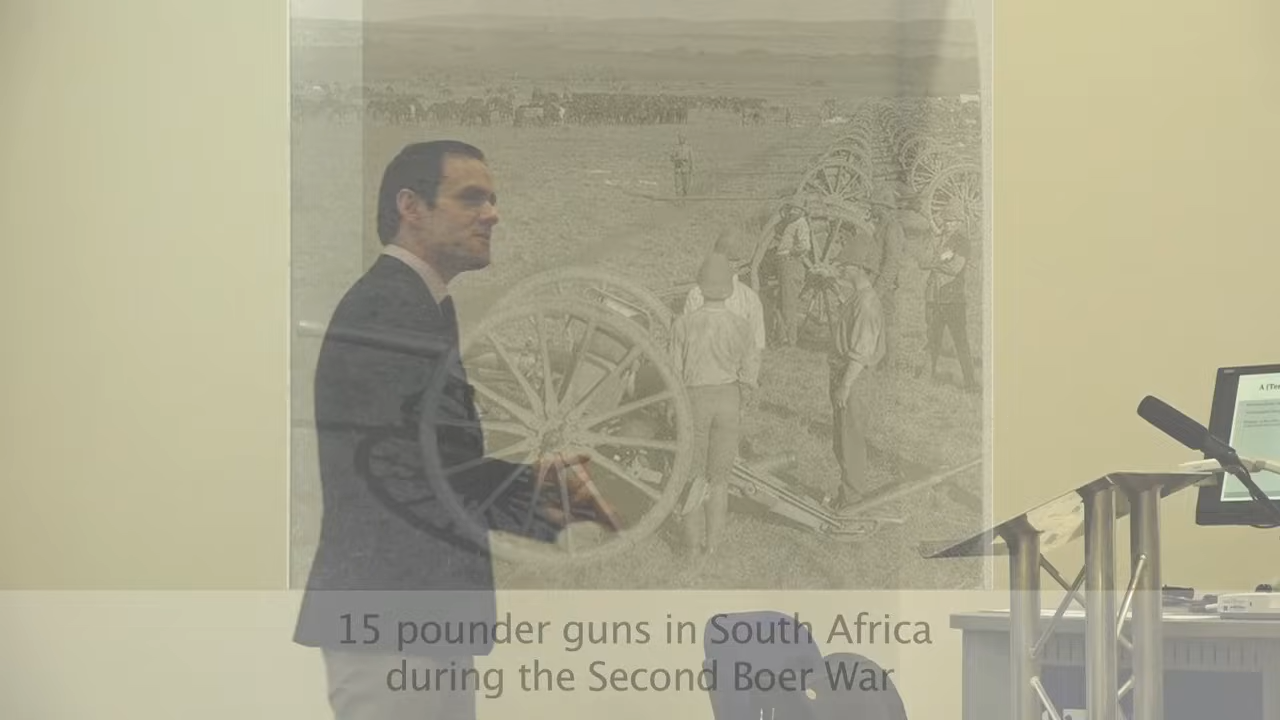 15 pounder guns in South Africa
during the Second Boer War